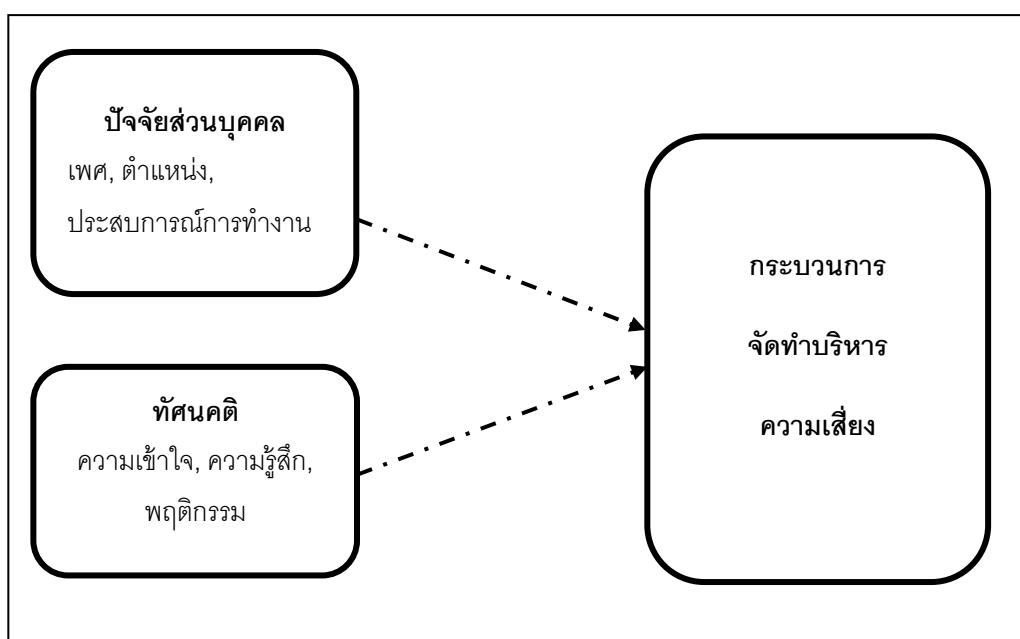 ปัจจัยส่วนบุคคล
เพศ, ตำแหน่ง,
ประสบการณ์การทำงาน
ทัศนคติ
ความเข้าใจ, ความรู้สึก,
พฤติกรรม
กระบวนการ
จัดทำบริหาร
ความเสี่ยง